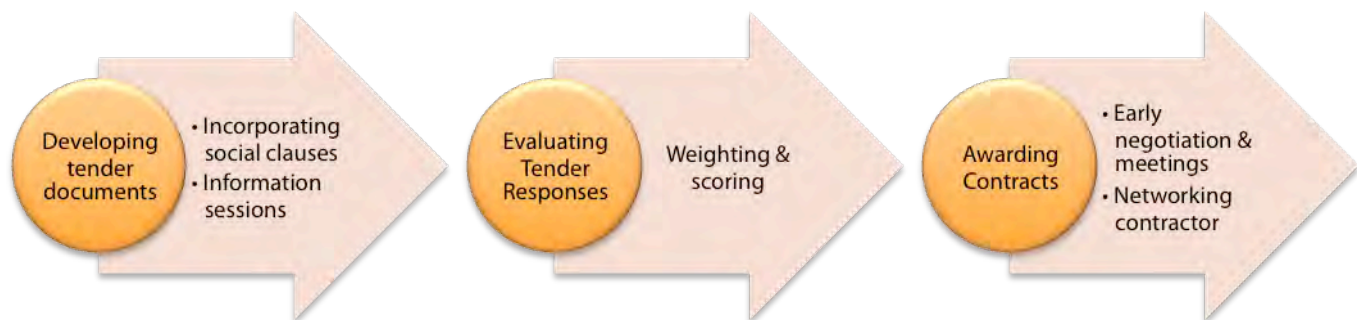 Developing
tender
documents
• Incorporating
social clauses
• Information
sessions
Evaluating
Tender
Responses
Weighting &
scoring
Awarding
Contracts
• Early
negotiation &
meetings
• Networking
contractor